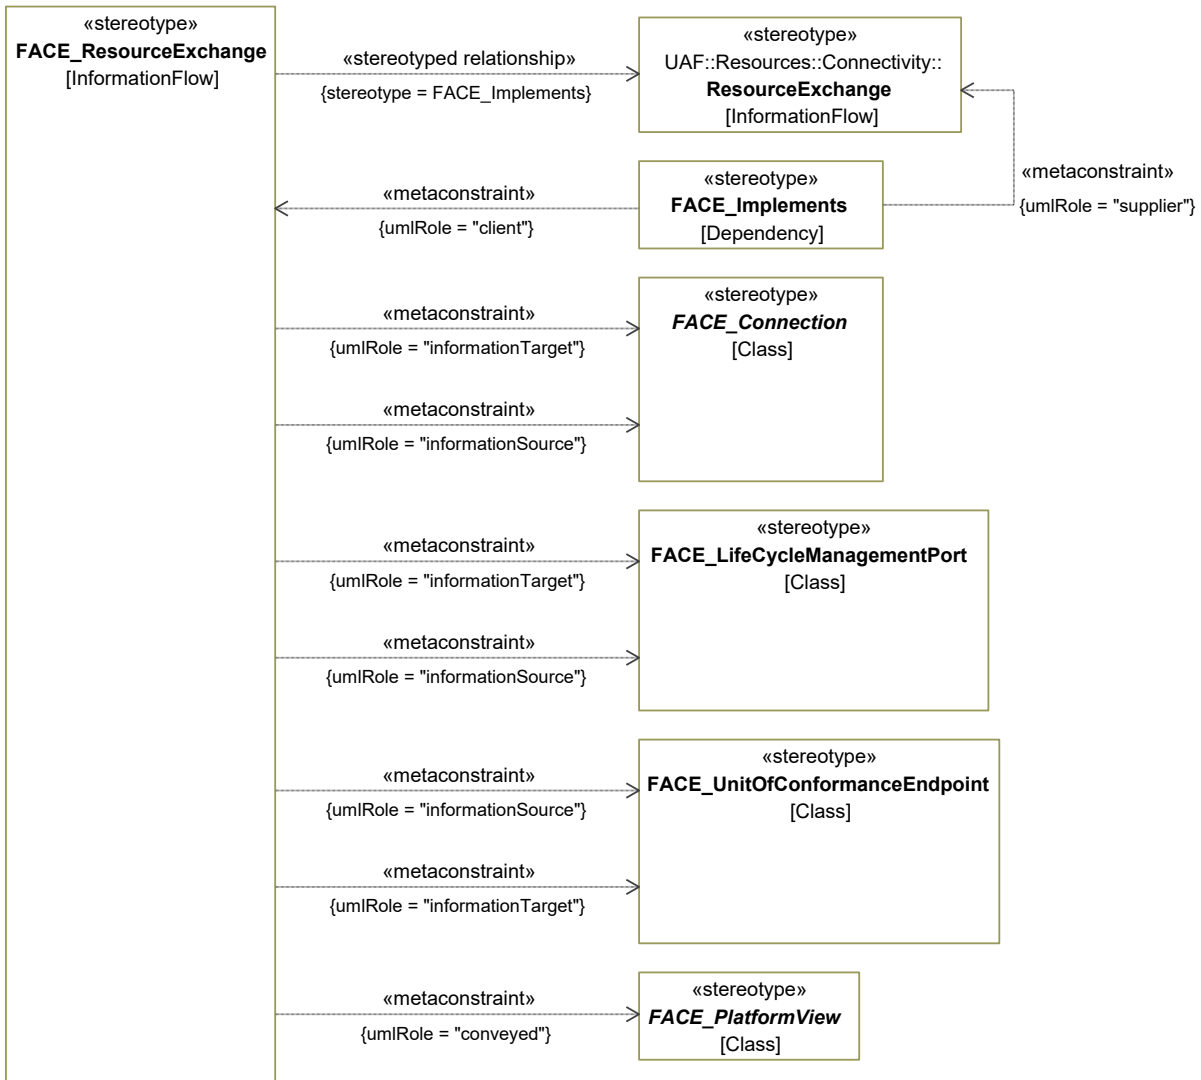 «stereotype»
FACE_ResourceExchange
[InformationFlow]
«stereotyped relationship»
{stereotype = FACE_Implements}
«stereotype»
UAF::Resources::Connectivity::
ResourceExchange
[InformationFlow]
«metaconstraint»
{umlRole = "supplier"}
«metaconstraint»
{umlRole = "client"}
«stereotype»
FACE_Implements
[Dependency]
«metaconstraint»
{umlRole = "informationTarget"}
«metaconstraint»
{umlRole = "informationSource"}
«stereotype»
FACE_Connection
[Class]
«metaconstraint»
{umlRole = "informationTarget"}
«metaconstraint»
{umlRole = "informationSource"}
«stereotype»
FACE_LifeCycleManagementPort
[Class]
«metaconstraint»
{umlRole = "informationSource"}
«metaconstraint»
{umlRole = "informationTarget"}
«stereotype»
FACE_UnitOfConformanceEndpoint
[Class]
«metaconstraint»
{umlRole = "conveyed"}
«stereotype»
FACE_PlatformView
[Class]